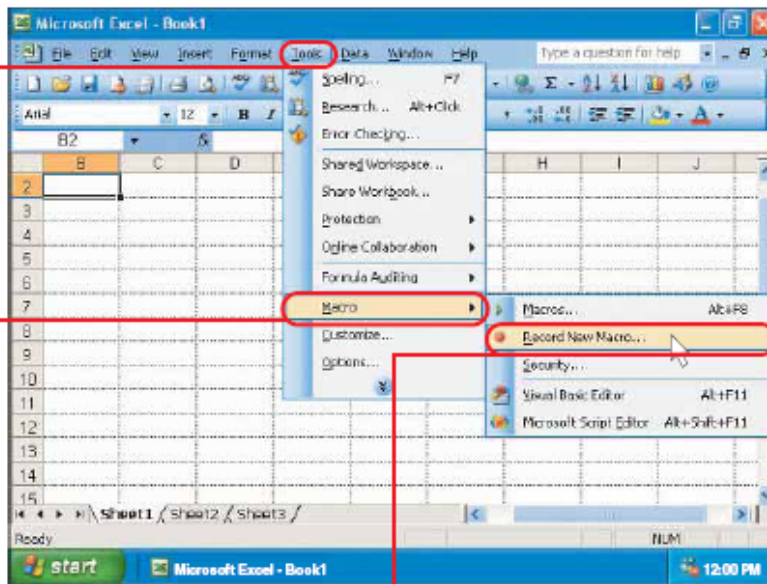 Microsoft Excel - Book1
File Edit View Insert Format Tools Data Window Help Type a question for help
Arial 12 B I
B2 fx
B C D H I J
Spelling... F7
Research... Alt+Click
Error Checking...
Shared Workspace...
Share Workbook...
Protection
Online Collaboration
Formula Auditing
Macro
Customize...
Options...
Macros... Alt+F8
Record New Macro...
Security...
Visual Basic Editor Alt+F11
Microsoft Script Editor Alt+Shift+F11
2
3
4
5
6
7
8
9
10
11
12
13
14
15
Sheet1 / Sheet2 / Sheet3 /
Ready NUM
start Microsoft Excel - Book1 12:00 PM